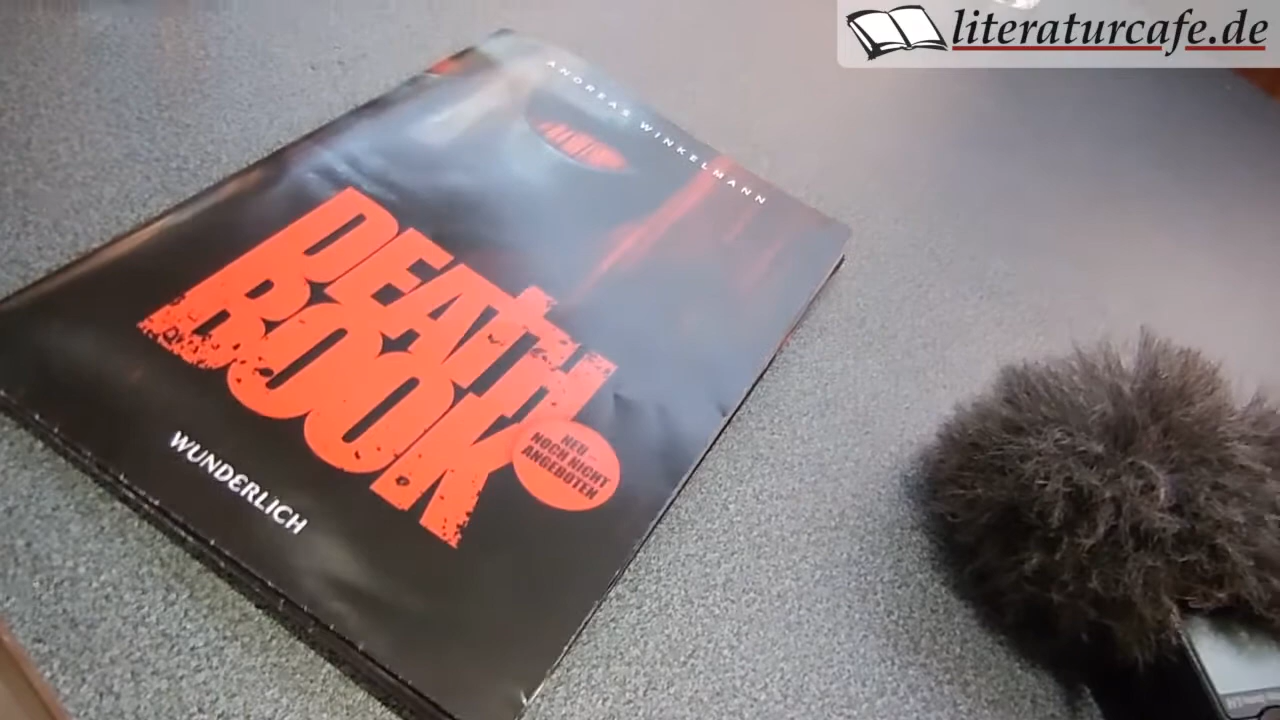 literaturcafe.de
ANDREAS WINKELMANN
DEATH
BOOK
NEU –
NOCH NICHT
ANGEBOTEN
WUNDERLICH